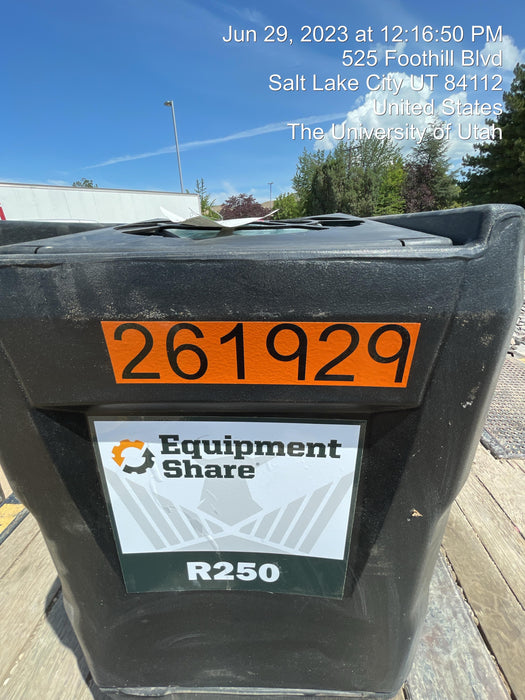 Jun 29, 2023 at 12:16:50 PM
525 Foothill Blvd
Salt Lake City UT 84112
United States
The University of Utah
261929
Equipment
Share
R250